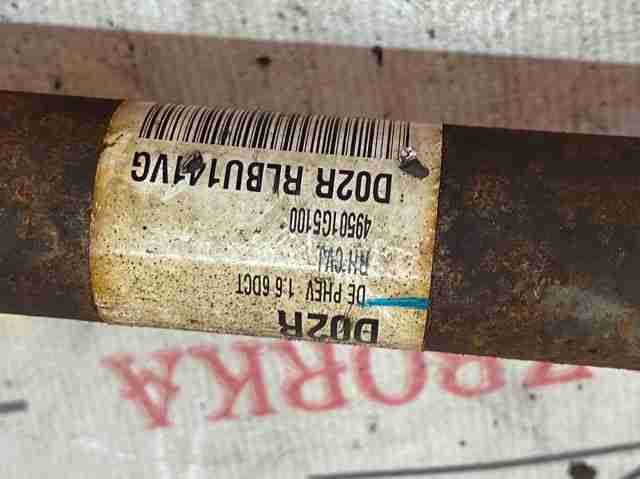 D02R
DE PHEV 1.6 6DCT
RH CVJ
49501G5100
D02R RLBU141VG
ZBORKA